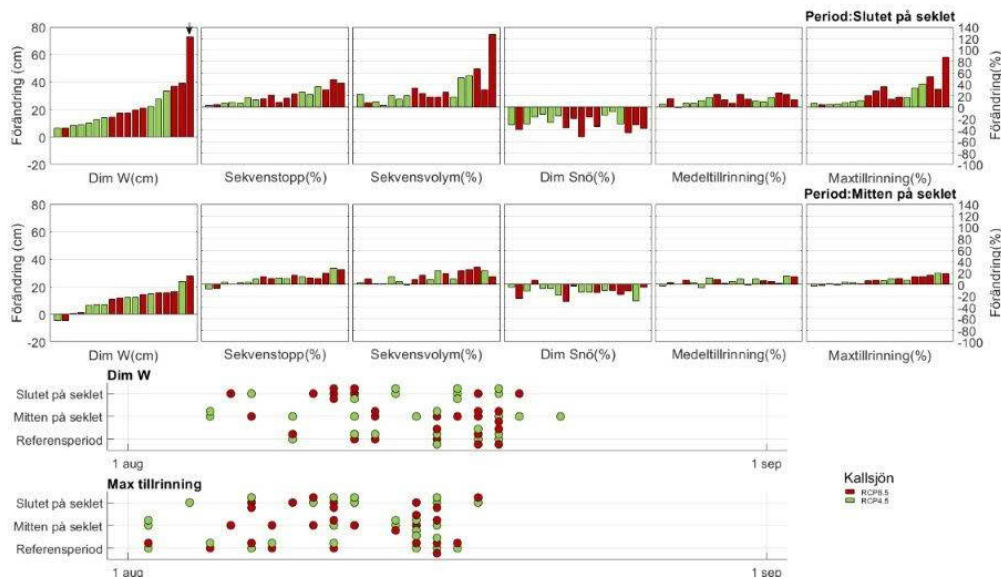 Period:Slutet på seklet
Förändring (cm)
80
60
40
20
0
-20
140
120
100
80
60
40
20
0
-20
-40
-60
-80
-100
Förändring(%)
Dim W(cm)
Sekvenstopp(%)
Sekvensvolym(%)
Dim Snö(%)
Medeltillrinning(%)
Maxtillrinning(%)
Period:Mitten på seklet
Förändring (cm)
80
60
40
20
0
-20
140
120
100
80
60
40
20
0
-20
-40
-60
-80
-100
Förändring(%)
Dim W(cm)
Sekvenstopp(%)
Sekvensvolym(%)
Dim Snö(%)
Medeltillrinning(%)
Maxtillrinning(%)
Dim W
Slutet på seklet
Mitten på seklet
Referensperiod
1 aug
1 sep
Max tillrinning
Slutet på seklet
Mitten på seklet
Referensperiod
1 aug
1 sep
Kallsjön
RCP8.5
RCP4.5